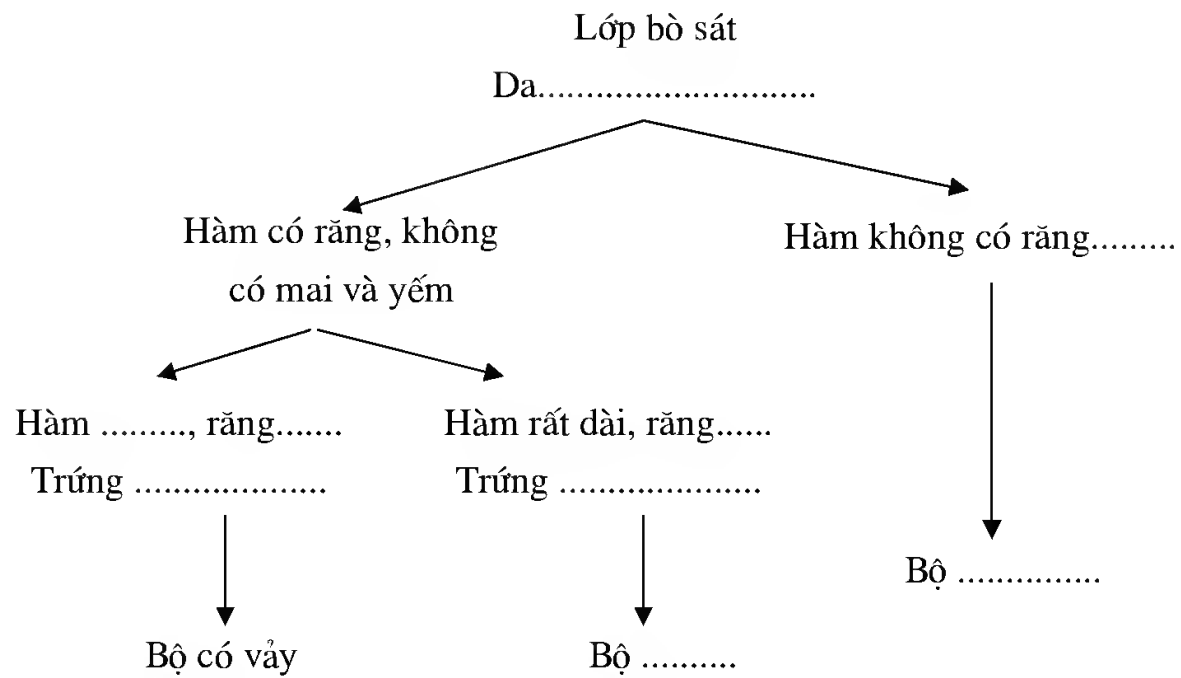 Lớp bò sát
Da.............................
Hàm có răng, không
có mai và yếm
Hàm không có răng.........
Hàm ........., răng.......
Trứng ....................
Hàm rất dài, răng......
Trứng .....................
Bộ ...............
Bộ có vảy
Bộ ..........